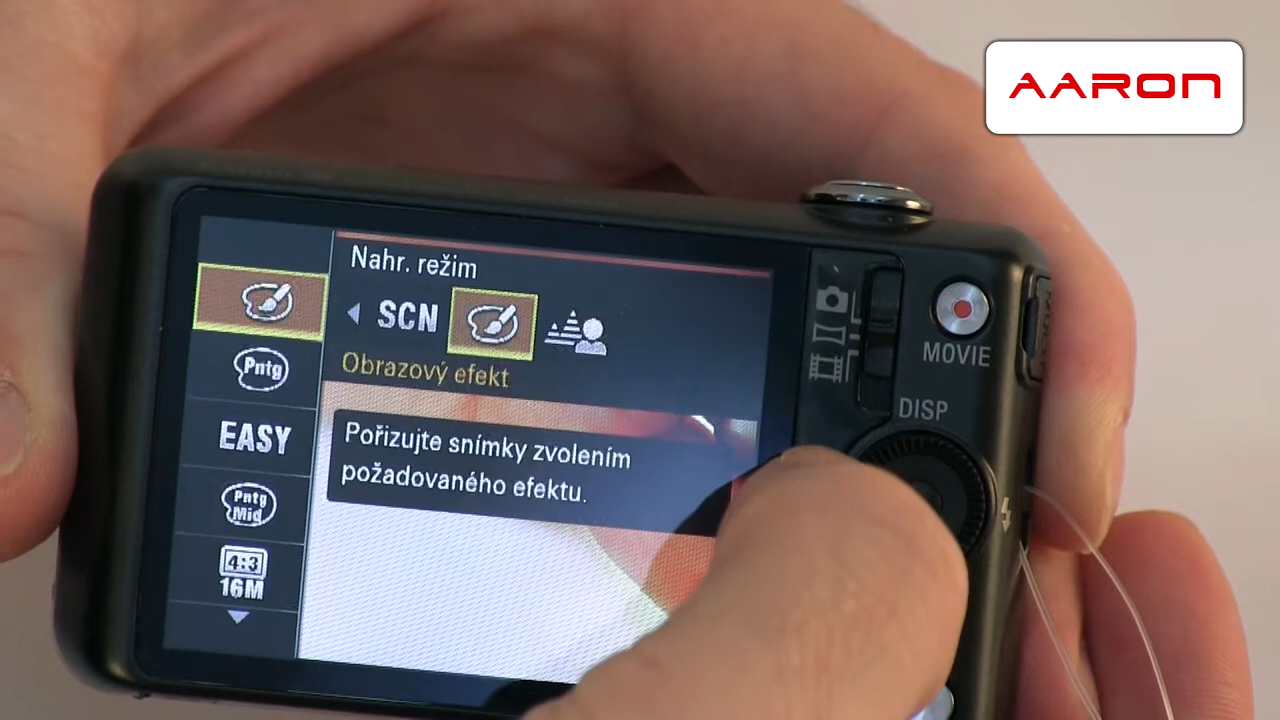 AARON
Nahr. režim
SCN
Obrazový efekt
Pořizujte snímky zvolením
požadovaného efektu.
Pntg
EASY
Pntg
Mid
4:3
16M
MOVIE
DISP